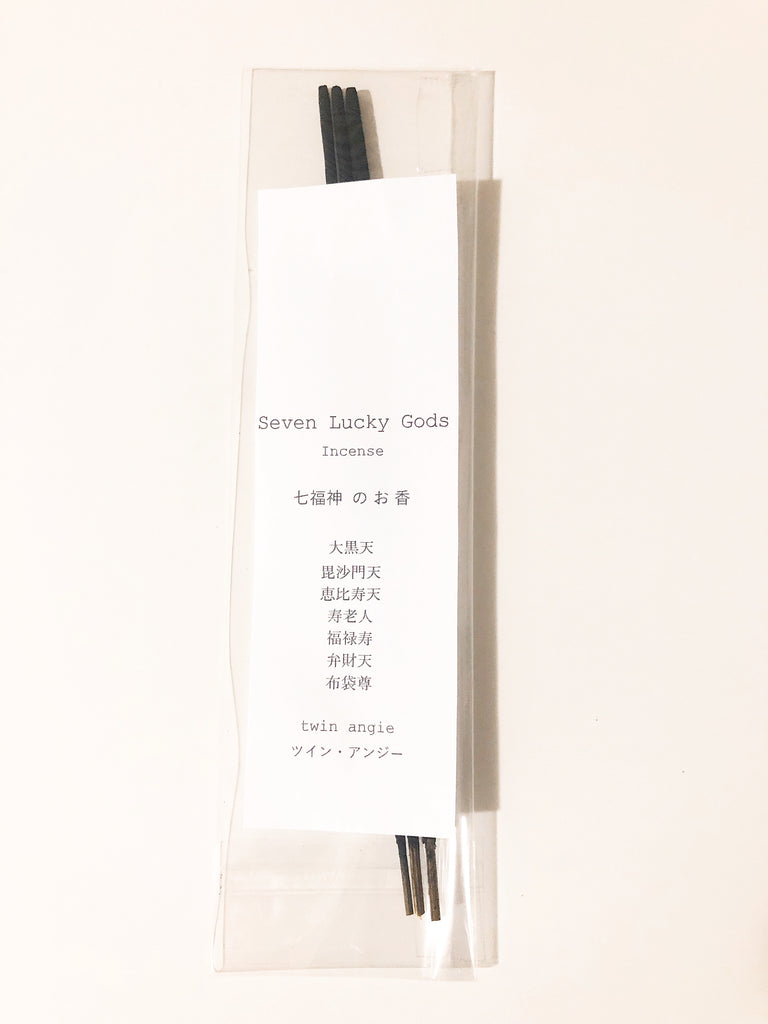 Seven Lucky Gods
Incense
七福神 のお香
大黒天
毘沙門天
恵比寿天
寿老人
福禄寿
弁財天
布袋尊
twin angie
ツイン・アンジー